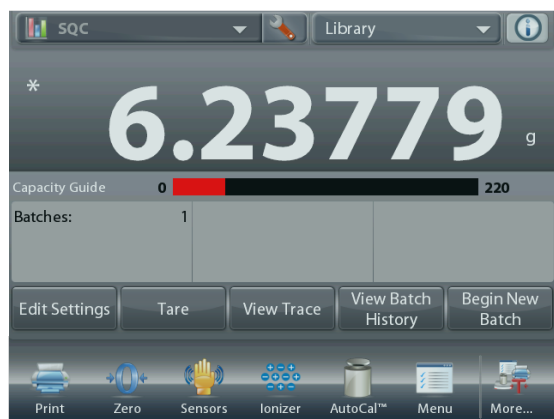 SQC
Library
*
6.23779 g
Capacity Guide 0 220
Batches: 1
Edit Settings
Tare
View Trace
View Batch
History
Begin New
Batch
Print
Zero
Sensors
Ionizer
AutoCal™
Menu
More...